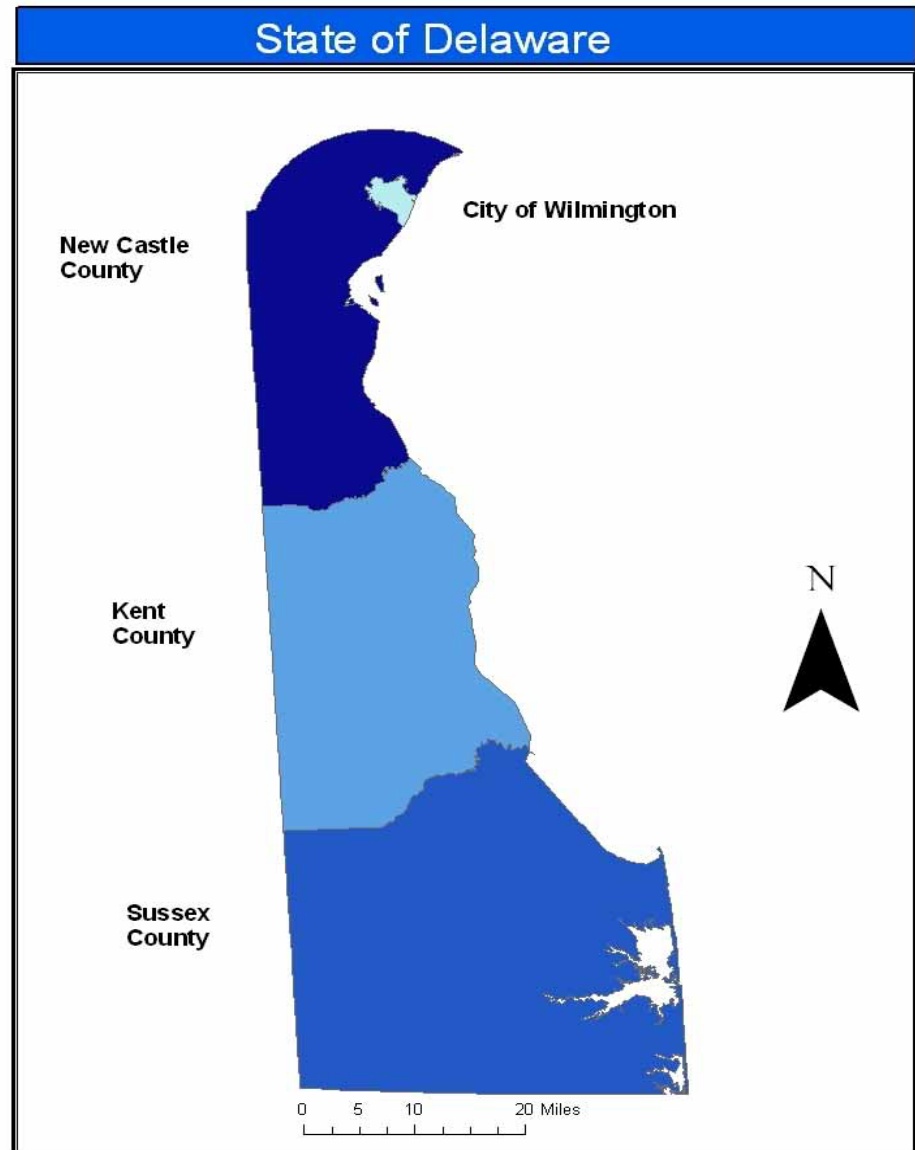 State of Delaware
City of Wilmington
New Castle
County
N
Kent
County
Sussex
County
0 5 10 20 Miles